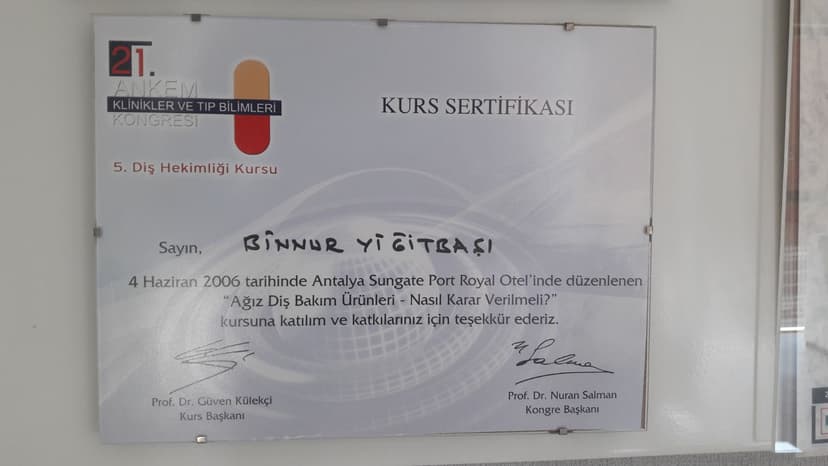 21.
ANKEM
KLİNİKLER VE TIP BİLİMLERİ
KONGRESİ
5. Diş Hekimliği Kursu
KURS SERTİFİKASI
Sayın, BİNNUR YİĞİTBAŞI
4 Haziran 2006 tarihinde Antalya Sungate Port Royal Otel'inde düzenlenen
“Ağız Diş Bakım Ürünleri - Nasıl Karar Verilmeli?”
kursuna katılım ve katkılarınız için teşekkür ederiz.
Prof. Dr. Güven Külekçi
Kurs Başkanı
Prof. Dr. Nuran Salman
Kongre Başkanı